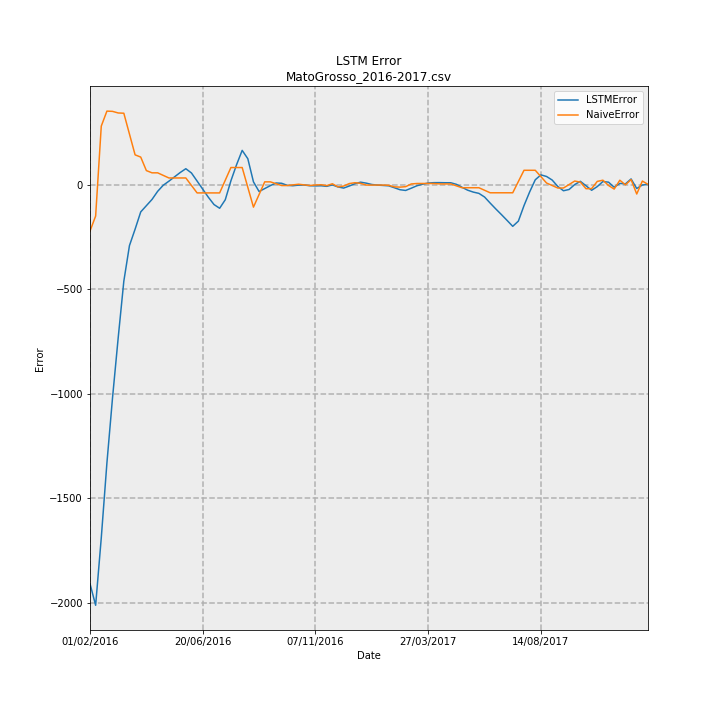 LSTM Error
MatoGrosso_2016-2017.csv
LSTMError
NaiveError
0
−500
−1000
−1500
−2000
Error
01/02/2016 20/06/2016 07/11/2016 27/03/2017 14/08/2017
Date